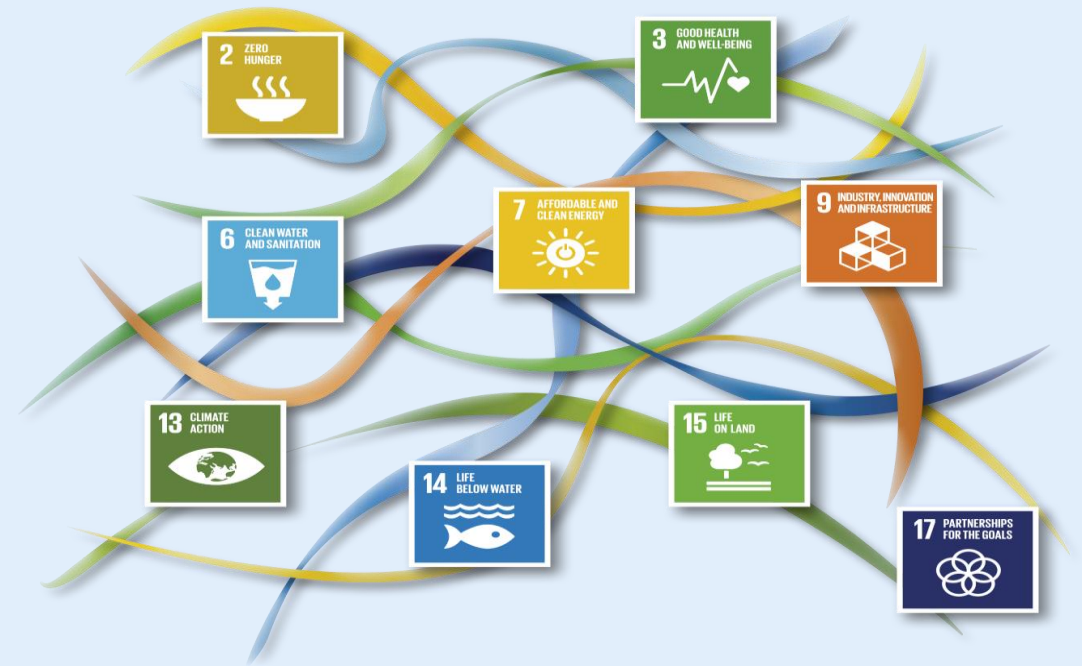 2 ZERO
HUNGER
3 GOOD HEALTH
AND WELL-BEING
6 CLEAN WATER
AND SANITATION
7 AFFORDABLE AND
CLEAN ENERGY
9 INDUSTRY, INNOVATION
AND INFRASTRUCTURE
13 CLIMATE
ACTION
14 LIFE
BELOW WATER
15 LIFE
ON LAND
17 PARTNERSHIPS
FOR THE GOALS